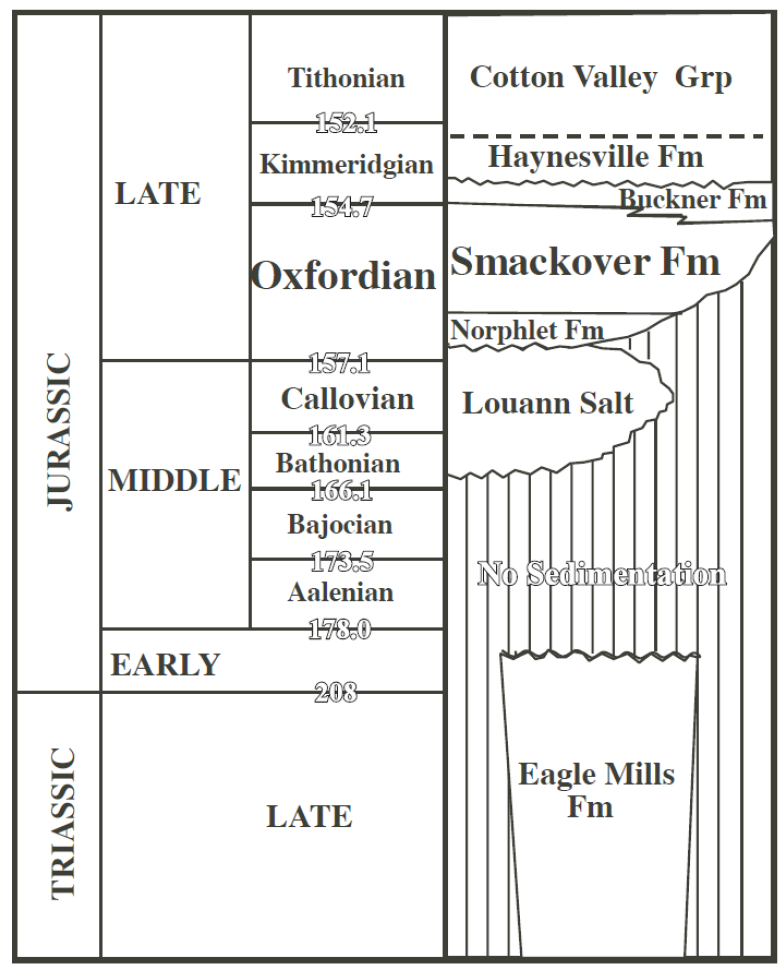 JURASSIC
TRIASSIC
LATE
MIDDLE
EARLY
LATE
Tithonian
152.1
Kimmeridgian
154.7
Oxfordian
157.1
Callovian
161.3
Bathonian
166.1
Bajocian
173.5
Aalenian
178.0
208
Cotton Valley Grp
Haynesville Fm
Buckner Fm
Smackover Fm
Norphlet Fm
Louann Salt
No Sedimentation
Eagle Mills
Fm